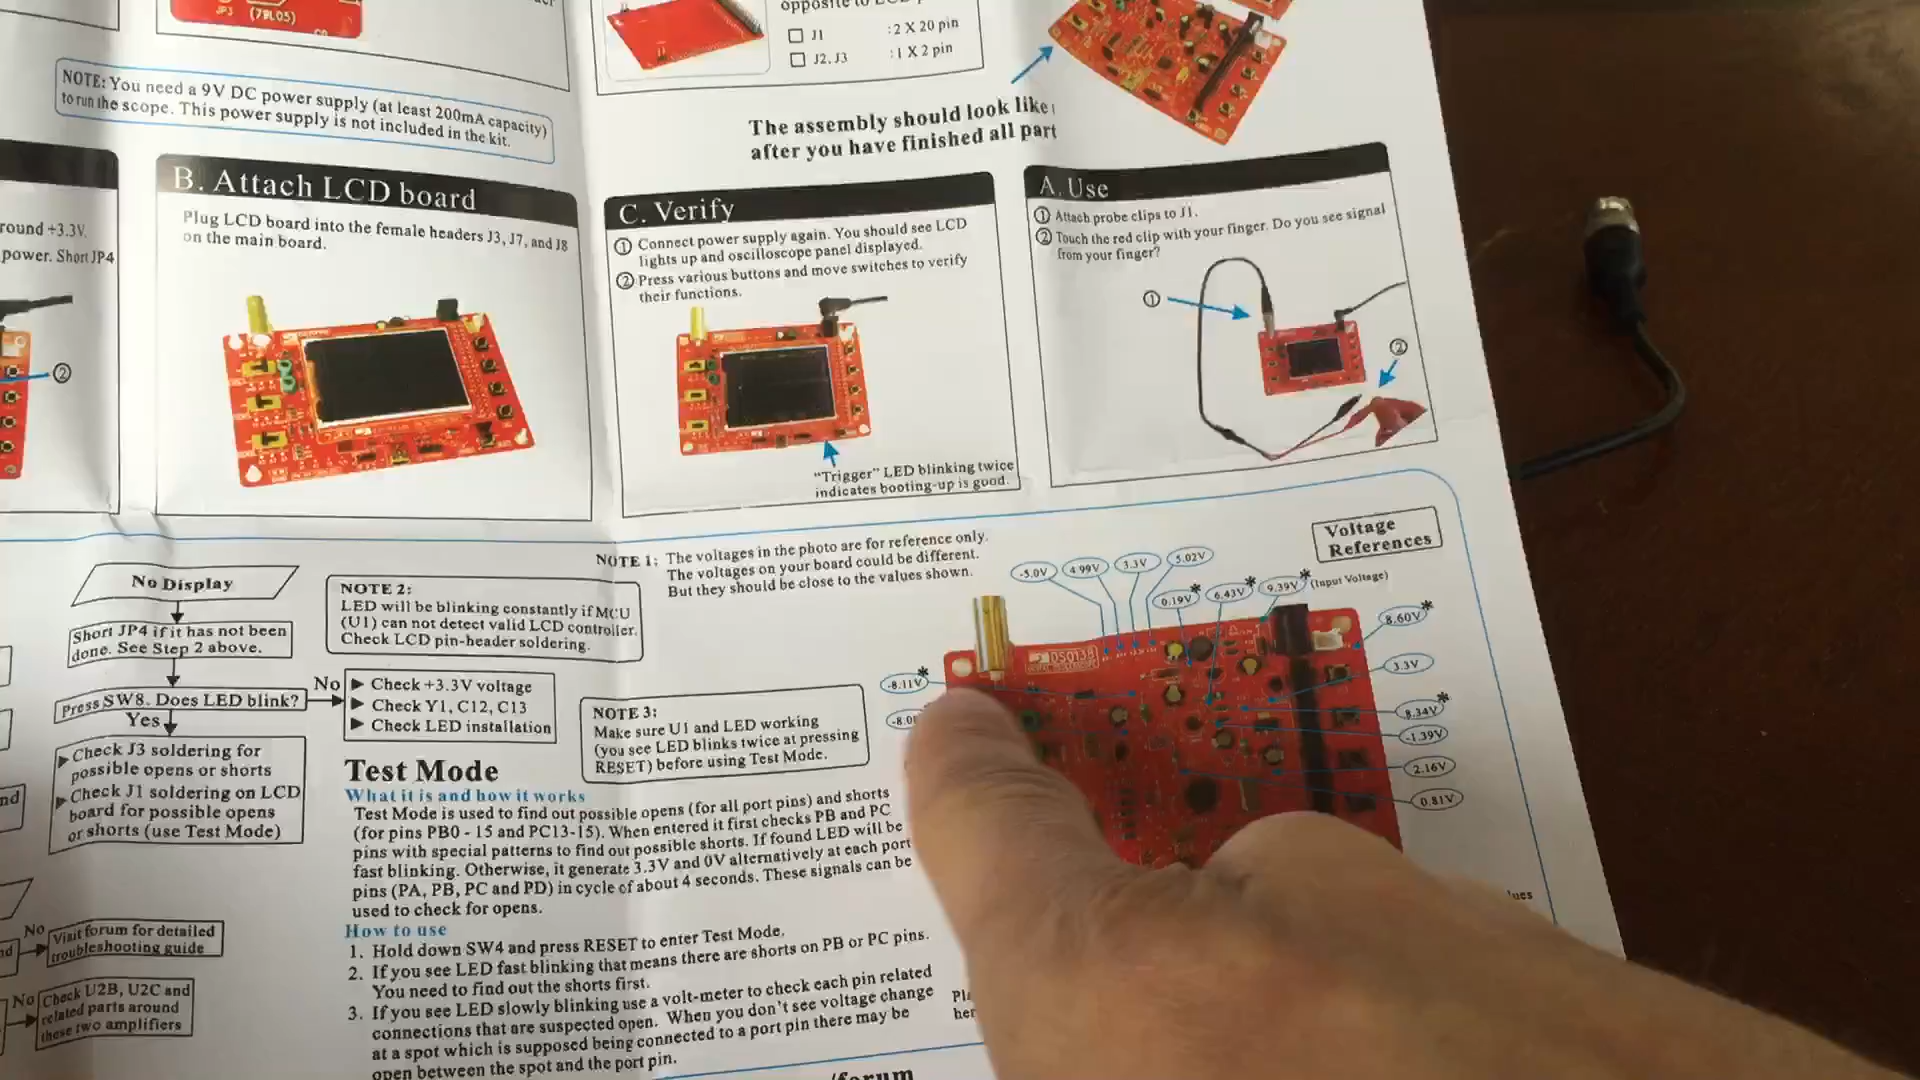 JP3 (79L05)
NOTE: You need a 9V DC power supply (at lcast 200mA capacity)
to run the scope. This power supply is not included in the kit.
opposite to
J1 :2 X 20 pin
J2, J3 :1 X 2 pin
The assembly should look like
after you have finished all part
round +3.3V.
power. Short JP4
②
B. Attach LCD board
Plug LCD board into the female headers J3, J7, and J8
on the main board.
C. Verify
① Connect power supply again. You should see LCD
lights up and oscilloscope panel displayed.
② Press various buttons and move switches to verify
their functions.
"Trigger" LED blinking twice
indicates booting-up is good.
A. Use
① Attach probe clips to J1.
② Touch the red clip with your finger. Do you see signal
from your finger?
①
②
No Display
Short JP4 if it has not been
done. See Step 2 above.
Press SW8. Does LED blink?
No
Yes
Check +3.3V voltage
Check Y1, C12, C13
Check LED installation
Check J3 soldering for
possible opens or shorts
Check J1 soldering on LCD
board for possible opens
or shorts (use Test Mode)
No
Visit forum for detailed
troubleshooting guide
No
Check U2B, U2C and
related parts around
these two amplifiers
NOTE 2:
LED will be blinking constantly if MCU
(U1) can not detect valid LCD controller.
Check LCD pin-header soldering.
NOTE 1: The voltages in the photo are for reference only.
The voltages on your board could be different.
But they should be close to the values shown.
NOTE 3:
Make sure U1 and LED working
(you see LED blinks twice at pressing
RESET) before using Test Mode.
Test Mode
What it is and how it works
Test Mode is used to find out possible opens (for all port pins) and shorts
(for pins PB0 - 15 and PC13-15). When entered it first checks PB and PC
pins with special patterns to find out possible shorts. If found LED will be
fast blinking. Otherwise, it generate 3.3V and 0V alternatively at each port
pins (PA, PB, PC and PD) in cycle of about 4 seconds. These signals can be
used to check for opens.
How to use
1. Hold down SW4 and press RESET to enter Test Mode.
2. If you see LED fast blinking that means there are shorts on PB or PC pins.
You need to find out the shorts first.
3. If you see LED slowly blinking use a volt-meter to check each pin related
connections that are suspected open. When you don't see voltage change
at a spot which is supposed being connected to a port pin there may be
open between the spot and the port pin.
Voltage
References
-5.0V
4.99V
3.3V
5.02V
0.19V*
6.43V*
9.39V* (Input Voltage)
8.60V*
3.3V
8.34V*
-1.39V
2.16V
0.81V
-8.11V*
DSO138
/forum